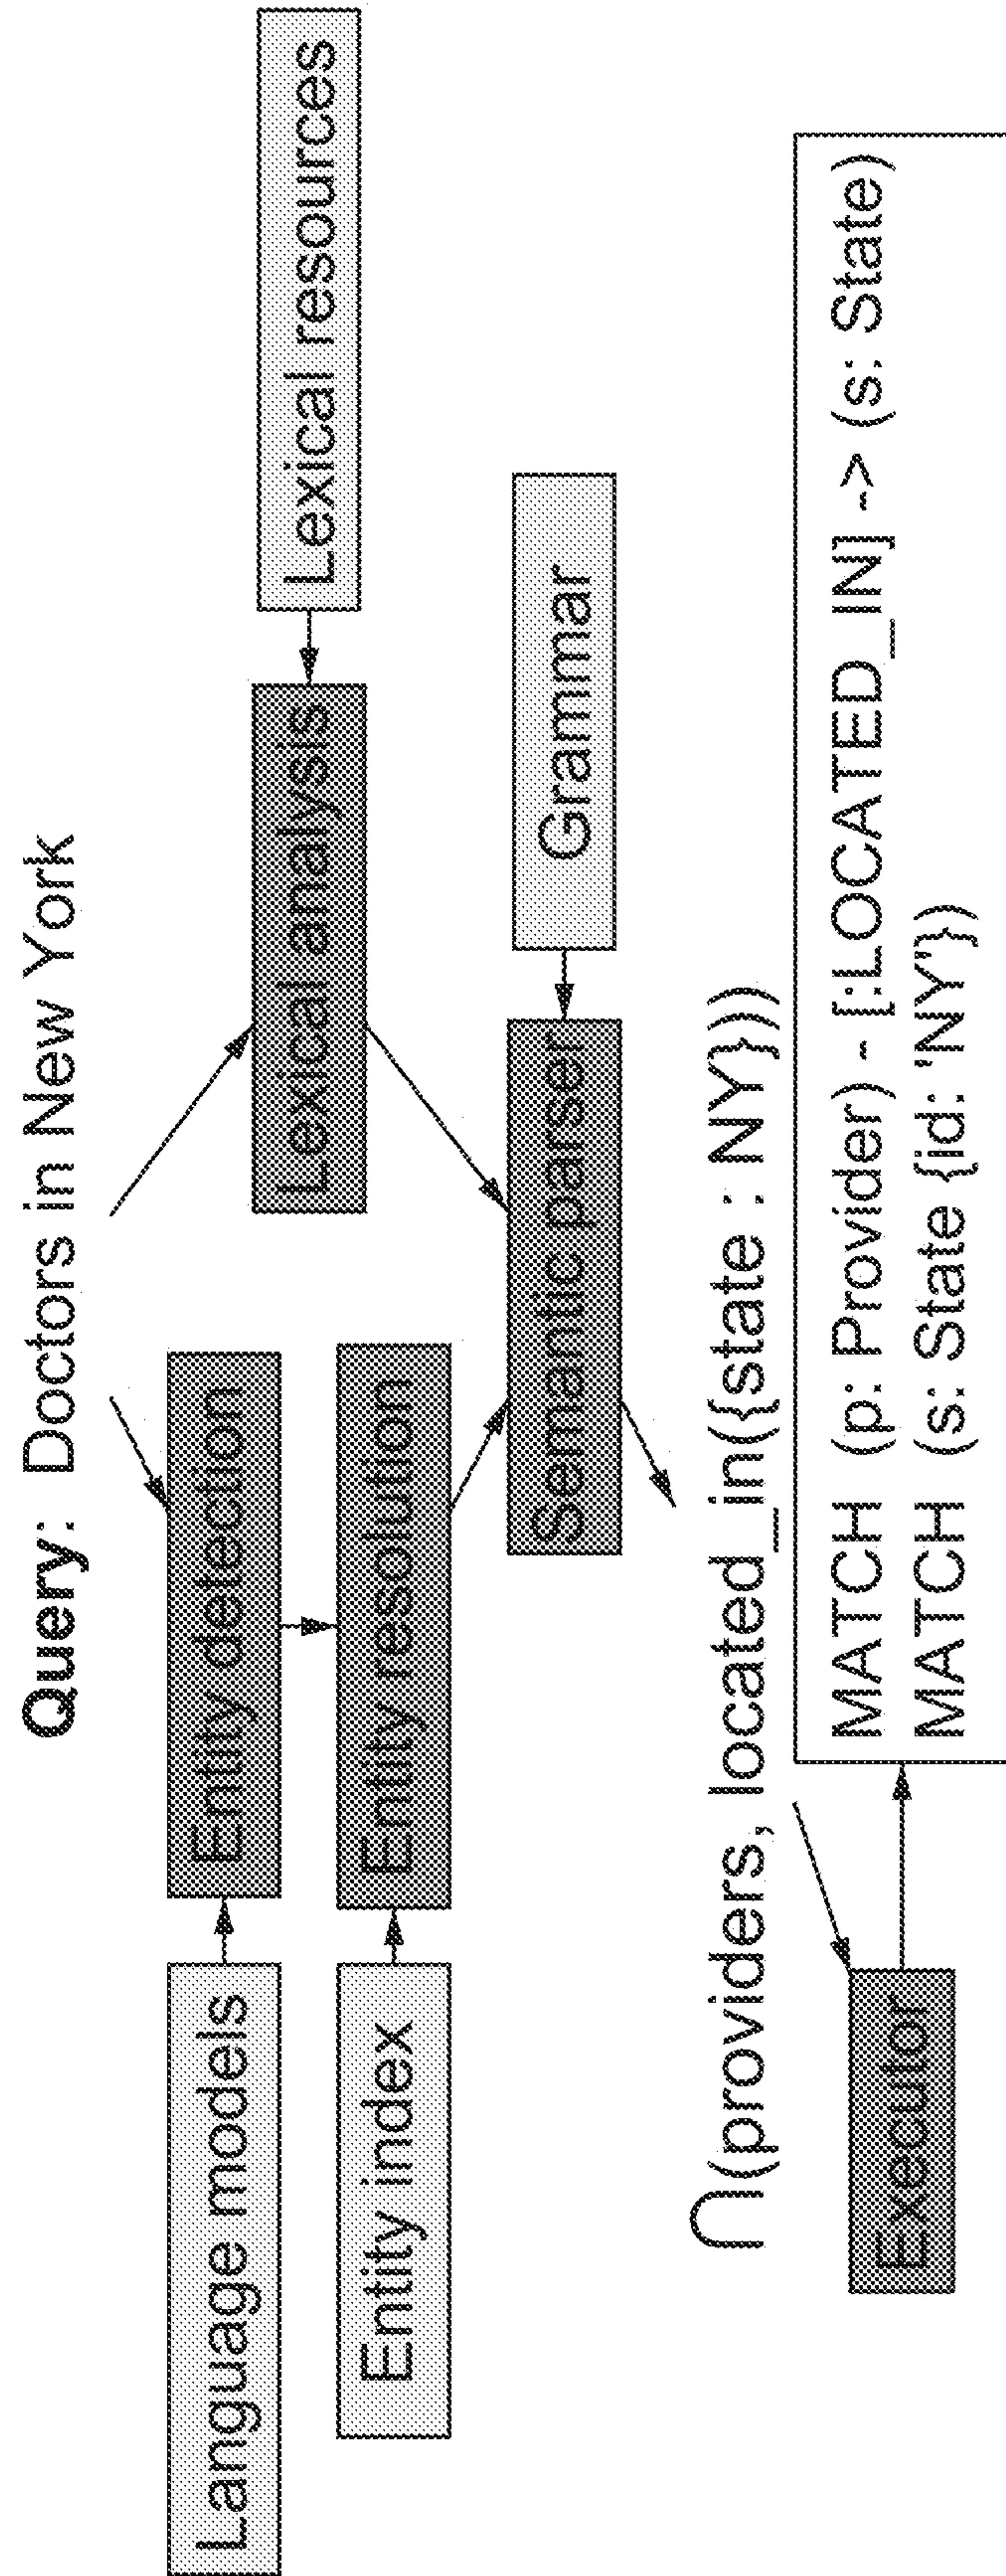 Query: Doctors in New York
Language models
Entity detection
Lexical analysis
Lexical resources
Entity index
Entity resolution
Semantic parser
Grammar
⋂(providers, located_in({state : NY}))
Executor
MATCH (p: Provider) - [:LOCATED_IN] -> (s: State)
MATCH (s: State {id: 'NY'})